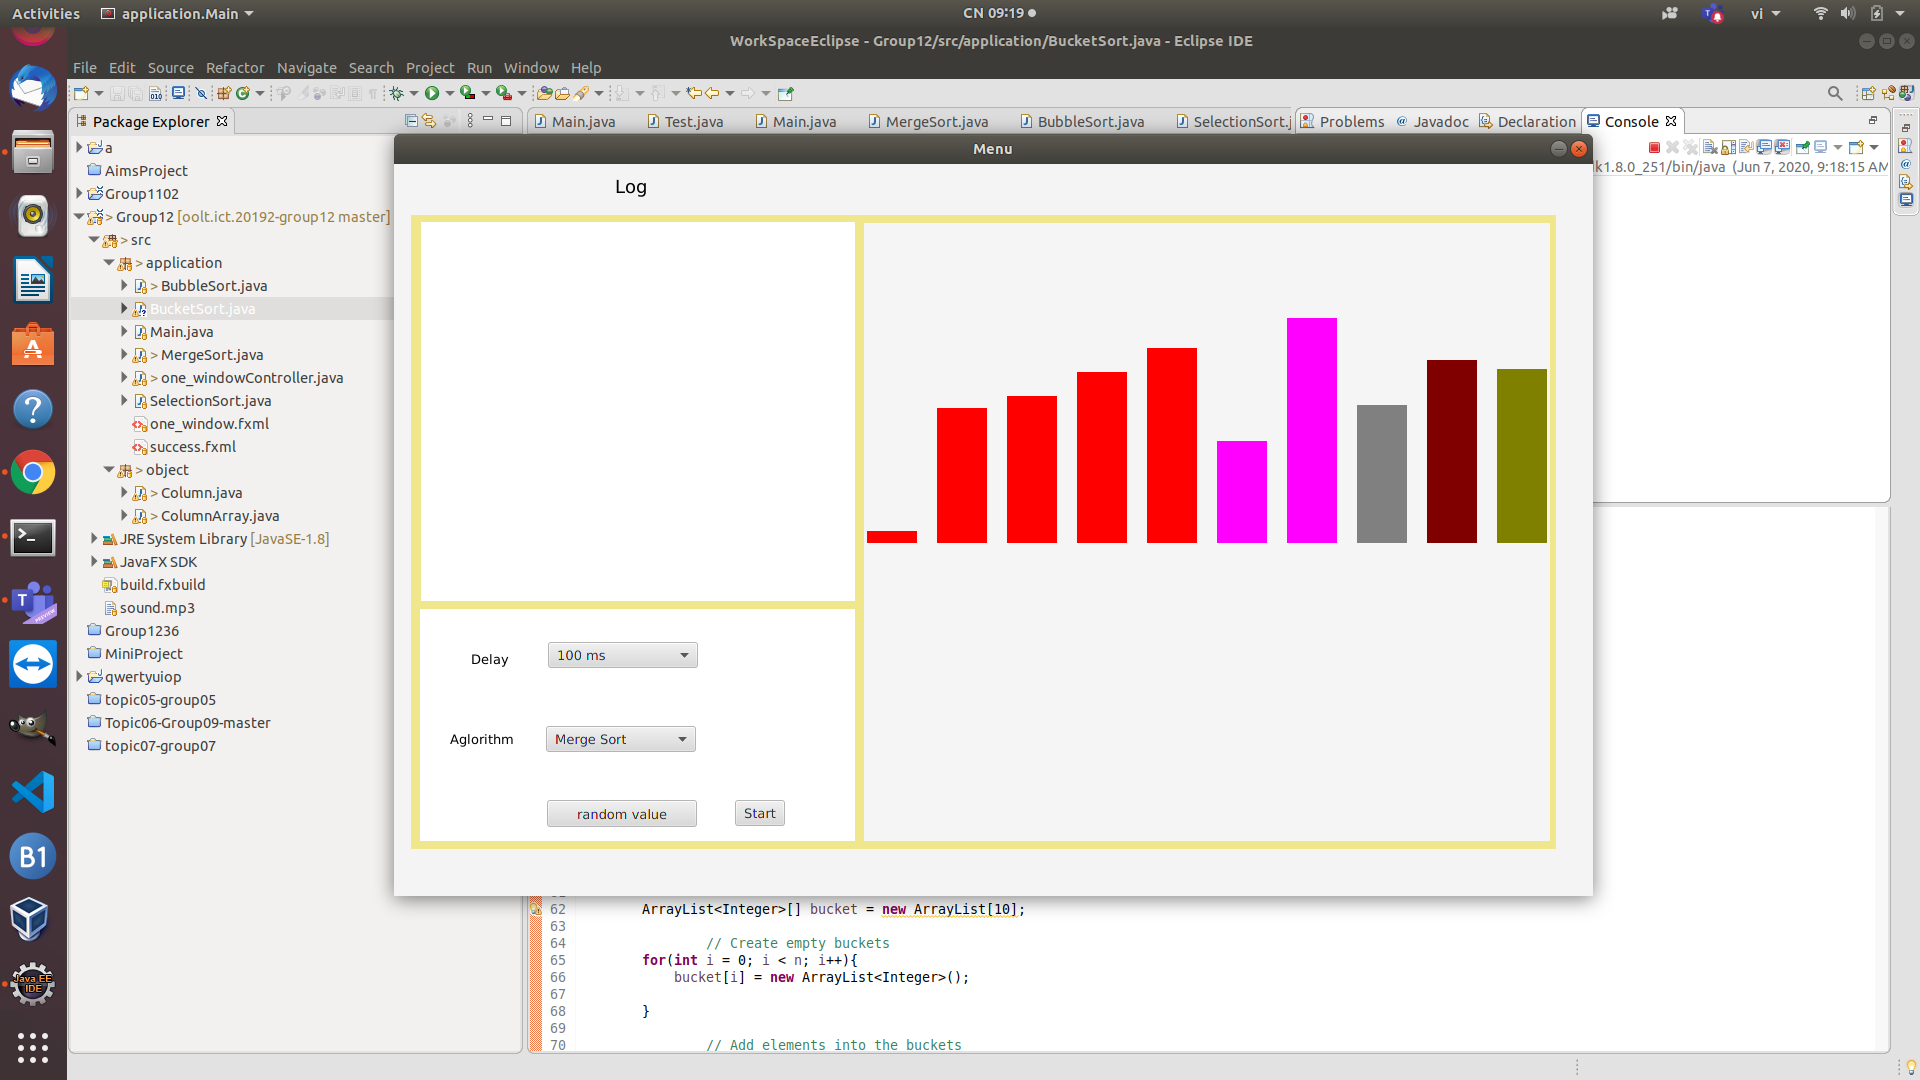 Activities application.Main CN 09:19 vi
WorkSpaceEclipse - Group12/src/application/BucketSort.java - Eclipse IDE
File Edit Source Refactor Navigate Search Project Run Window Help
Package Explorer Main.java Test.java Main.java MergeSort.java BubbleSort.java SelectionSort.j Problems @ Javadoc Declaration Console
Menu
k1.8.0_251/bin/java (Jun 7, 2020, 9:18:15 AM
a
AimsProject
Group1102
> Group12 [oolt.ict.20192-group12 master]
> src
> application
> BubbleSort.java
BucketSort.java
Main.java
> MergeSort.java
> one_windowController.java
SelectionSort.java
one_window.fxml
success.fxml
> object
> Column.java
> ColumnArray.java
JRE System Library [JavaSE-1.8]
JavaFX SDK
build.fxbuild
sound.mp3
Group1236
MiniProject
qwertyuiop
topic05-group05
Topic06-Group09-master
topic07-group07
Log
Delay 100 ms
Aglorithm Merge Sort
random value Start
62 ArrayList<Integer>[] bucket = new ArrayList[10];
63
64 // Create empty buckets
65 for(int i = 0; i < n; i++){
66 bucket[i] = new ArrayList<Integer>();
67
68 }
69
70 // Add elements into the buckets
T PREVIEW
B1
Java EE
IDE